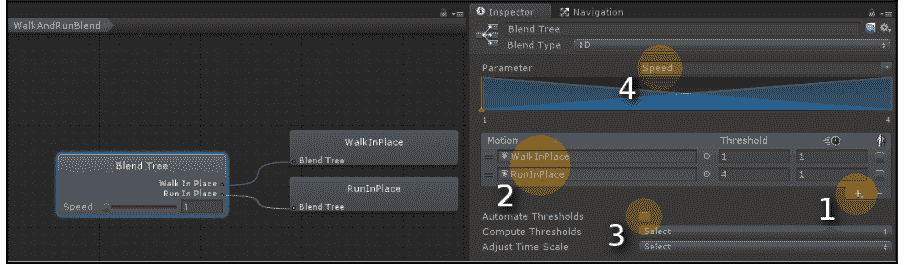 WalkAndRunBlend
Blend Tree
Walk In Place
Run In Place
Speed 1
WalkInPlace
Blend Tree
RunInPlace
Blend Tree
Inspector Navigation
Blend Tree
Blend Type 1D
Parameter Speed
4
1 4
Motion Threshold
WalkInPlace 1 1
RunInPlace 4 1
2
1
+ −
Automate Thresholds
3
Compute Thresholds Select
Adjust Time Scale Select